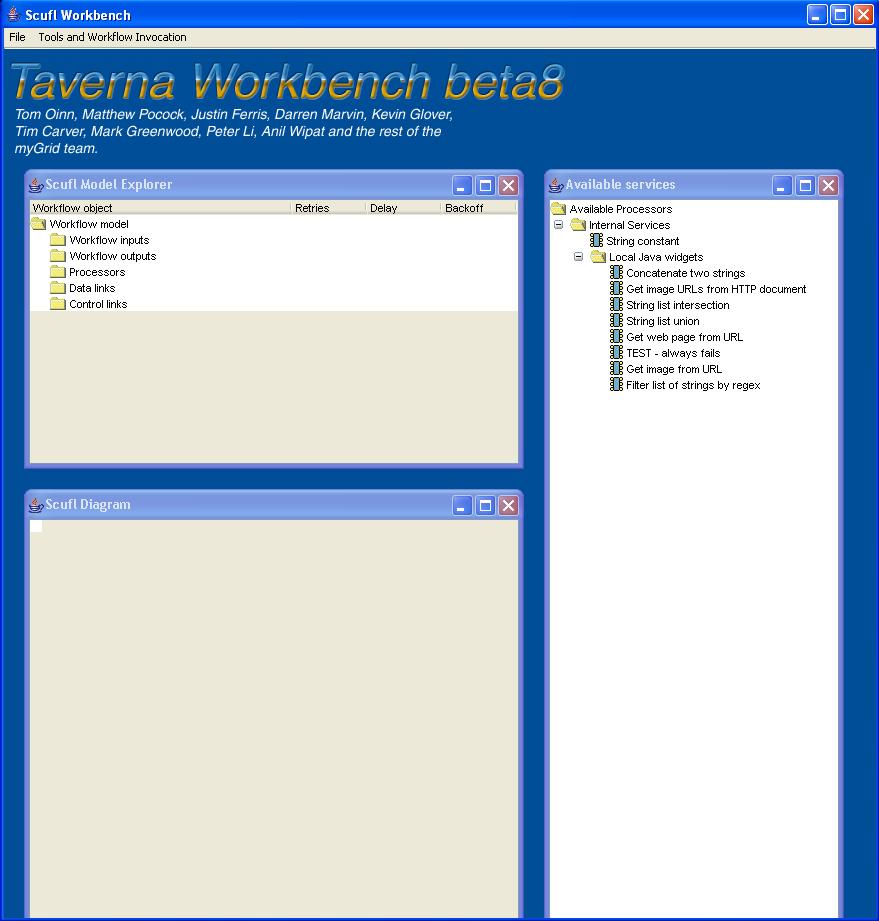 Scufl Workbench
File Tools and Workflow Invocation
Taverna Workbench beta8
Tom Oinn, Matthew Pocock, Justin Ferris, Darren Marvin, Kevin Glover,
Tim Carver, Mark Greenwood, Peter Li, Anil Wipat and the rest of the
myGrid team.
Scufl Model Explorer
Workflow object Retries Delay Backoff
Workflow model
Workflow inputs
Workflow outputs
Processors
Data links
Control links
Scufl Diagram
Available services
Available Processors
Internal Services
String constant
Local Java widgets
Concatenate two strings
Get image URLs from HTTP document
String list intersection
String list union
Get web page from URL
TEST - always fails
Get image from URL
Filter list of strings by regex